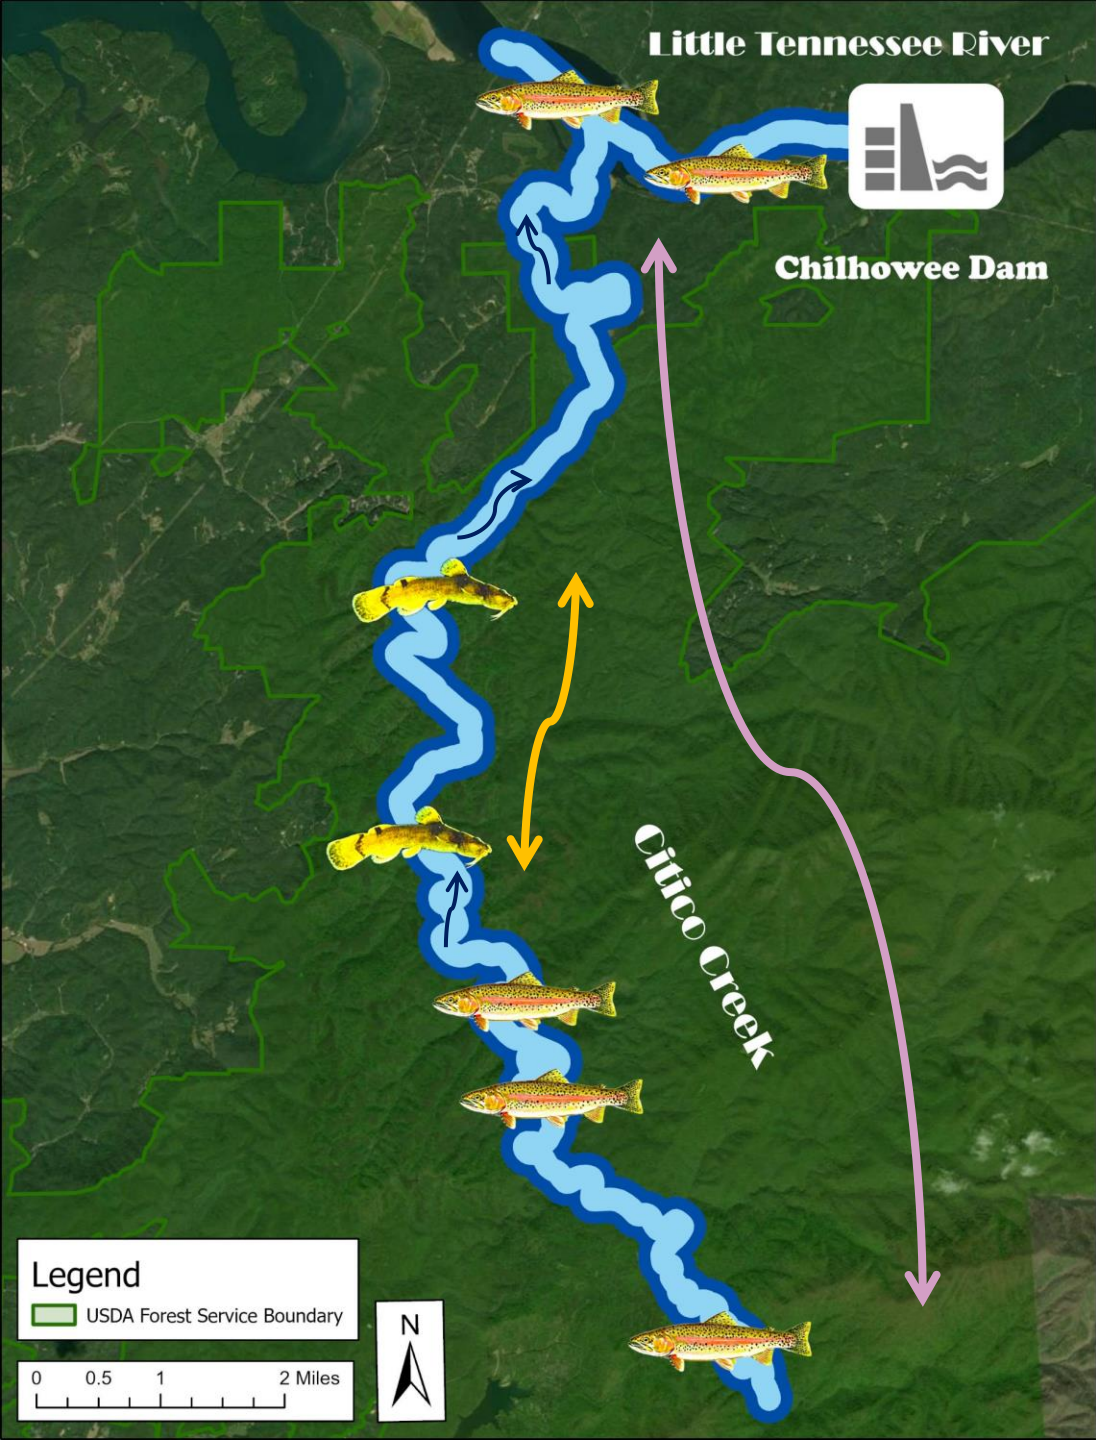 Little Tennessee River
Chilhowee Dam
Citico Creek
Legend
USDA Forest Service Boundary
0 0.5 1 2 Miles
N